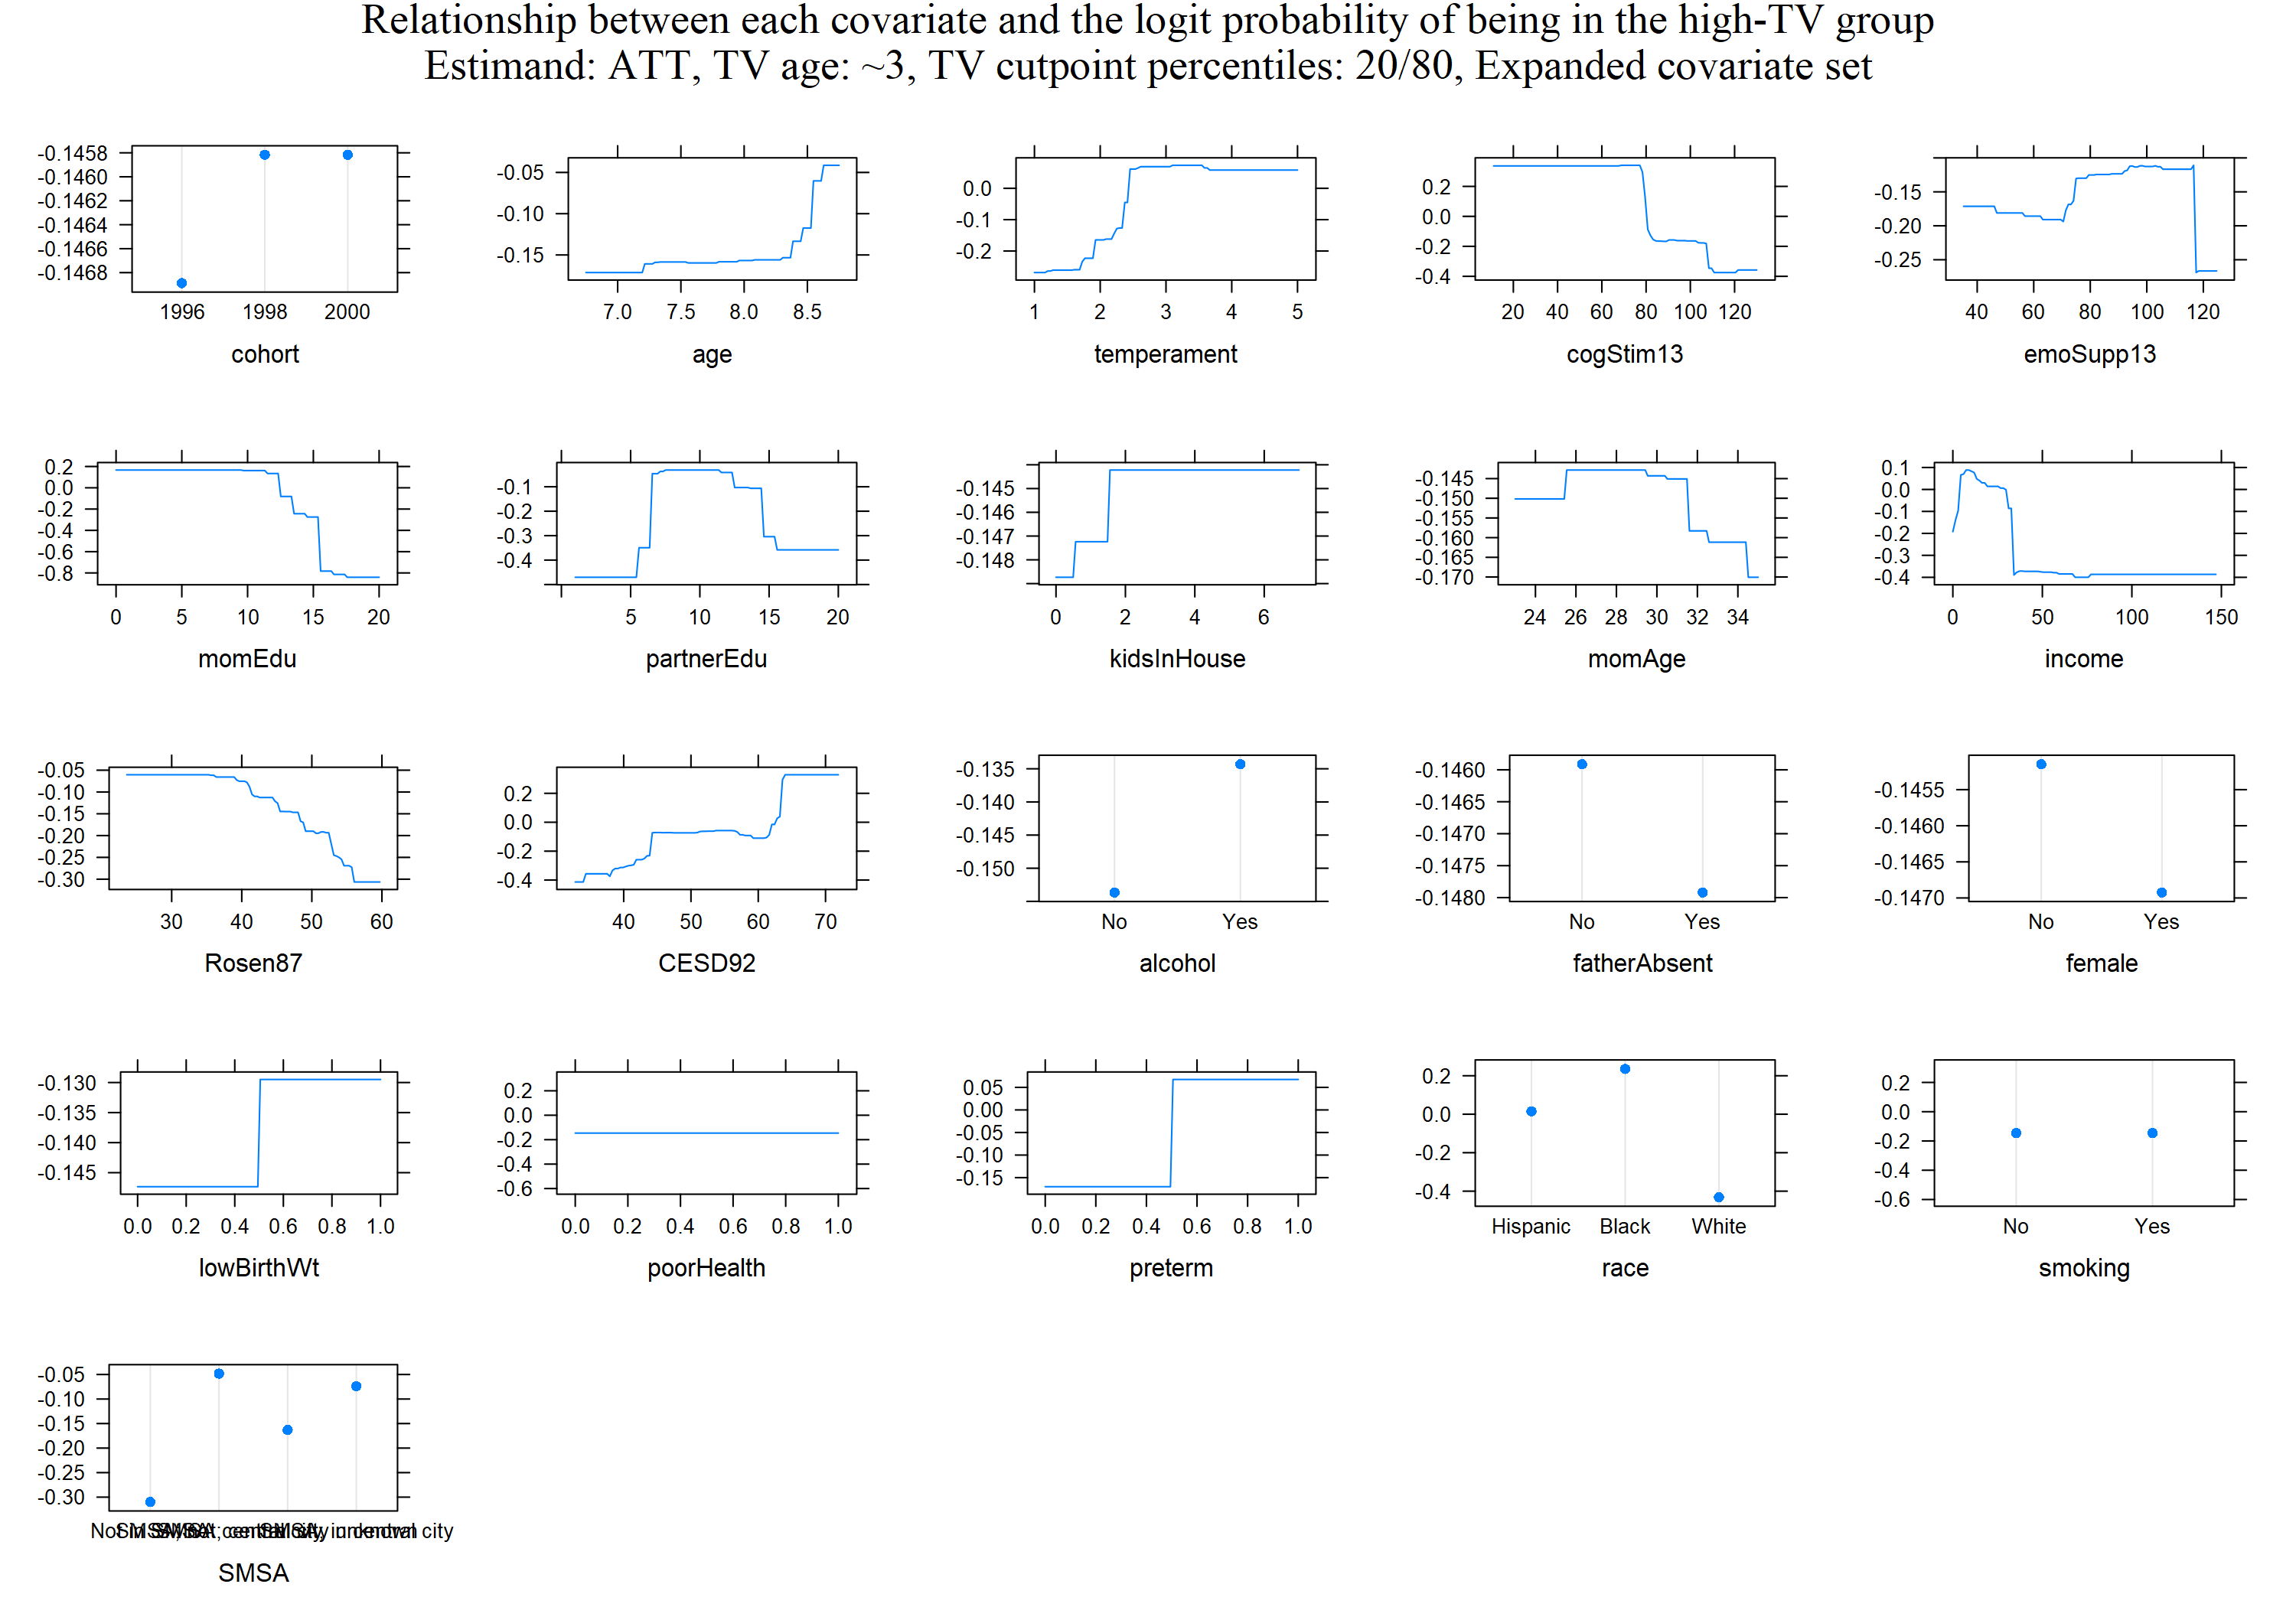 Relationship between each covariate and the logit probability of being in the high-TV group
Estimand: ATT, TV age: ~3, TV cutpoint percentiles: 20/80, Expanded covariate set
-0.1458
-0.1460
-0.1462
-0.1464
-0.1466
-0.1468
1996 1998 2000
cohort
-0.05
-0.10
-0.15
7.0 7.5 8.0 8.5
age
0.0
-0.1
-0.2
1 2 3 4 5
temperament
0.2
0.0
-0.2
-0.4
20 40 60 80 100 120
cogStim13
-0.15
-0.20
-0.25
40 60 80 100 120
emoSupp13
0.2
0.0
-0.2
-0.4
-0.6
-0.8
0 5 10 15 20
momEdu
-0.1
-0.2
-0.3
-0.4
5 10 15 20
partnerEdu
-0.145
-0.146
-0.147
-0.148
0 2 4 6
kidsInHouse
-0.145
-0.150
-0.155
-0.160
-0.165
-0.170
24 26 28 30 32 34
momAge
0.1
0.0
-0.1
-0.2
-0.3
-0.4
0 50 100 150
income
-0.05
-0.10
-0.15
-0.20
-0.25
-0.30
30 40 50 60
Rosen87
0.2
0.0
-0.2
-0.4
40 50 60 70
CESD92
-0.135
-0.140
-0.145
-0.150
No Yes
alcohol
-0.1460
-0.1465
-0.1470
-0.1475
-0.1480
No Yes
fatherAbsent
-0.1455
-0.1460
-0.1465
-0.1470
No Yes
female
-0.130
-0.135
-0.140
-0.145
0.0 0.2 0.4 0.6 0.8 1.0
lowBirthWt
0.2
0.0
-0.2
-0.4
-0.6
0.0 0.2 0.4 0.6 0.8 1.0
poorHealth
0.05
0.00
-0.05
-0.10
-0.15
0.0 0.2 0.4 0.6 0.8 1.0
preterm
0.2
0.0
-0.2
-0.4
Hispanic Black White
race
0.2
0.0
-0.2
-0.4
-0.6
No Yes
smoking
-0.05
-0.10
-0.15
-0.20
-0.25
-0.30
city
SMSA